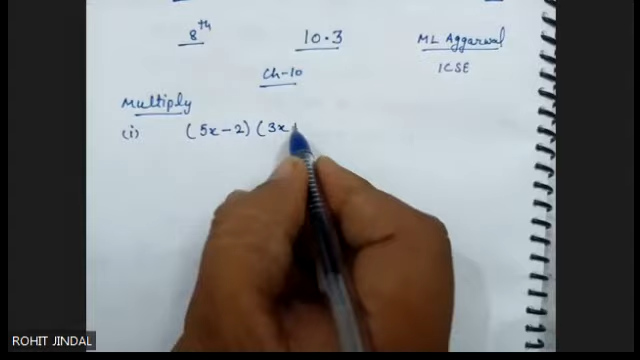 8th 10.3 ML Aggarwal
Ch-10 ICSE
Multiply
(i) (5x-2)(3x
ROHIT JINDAL